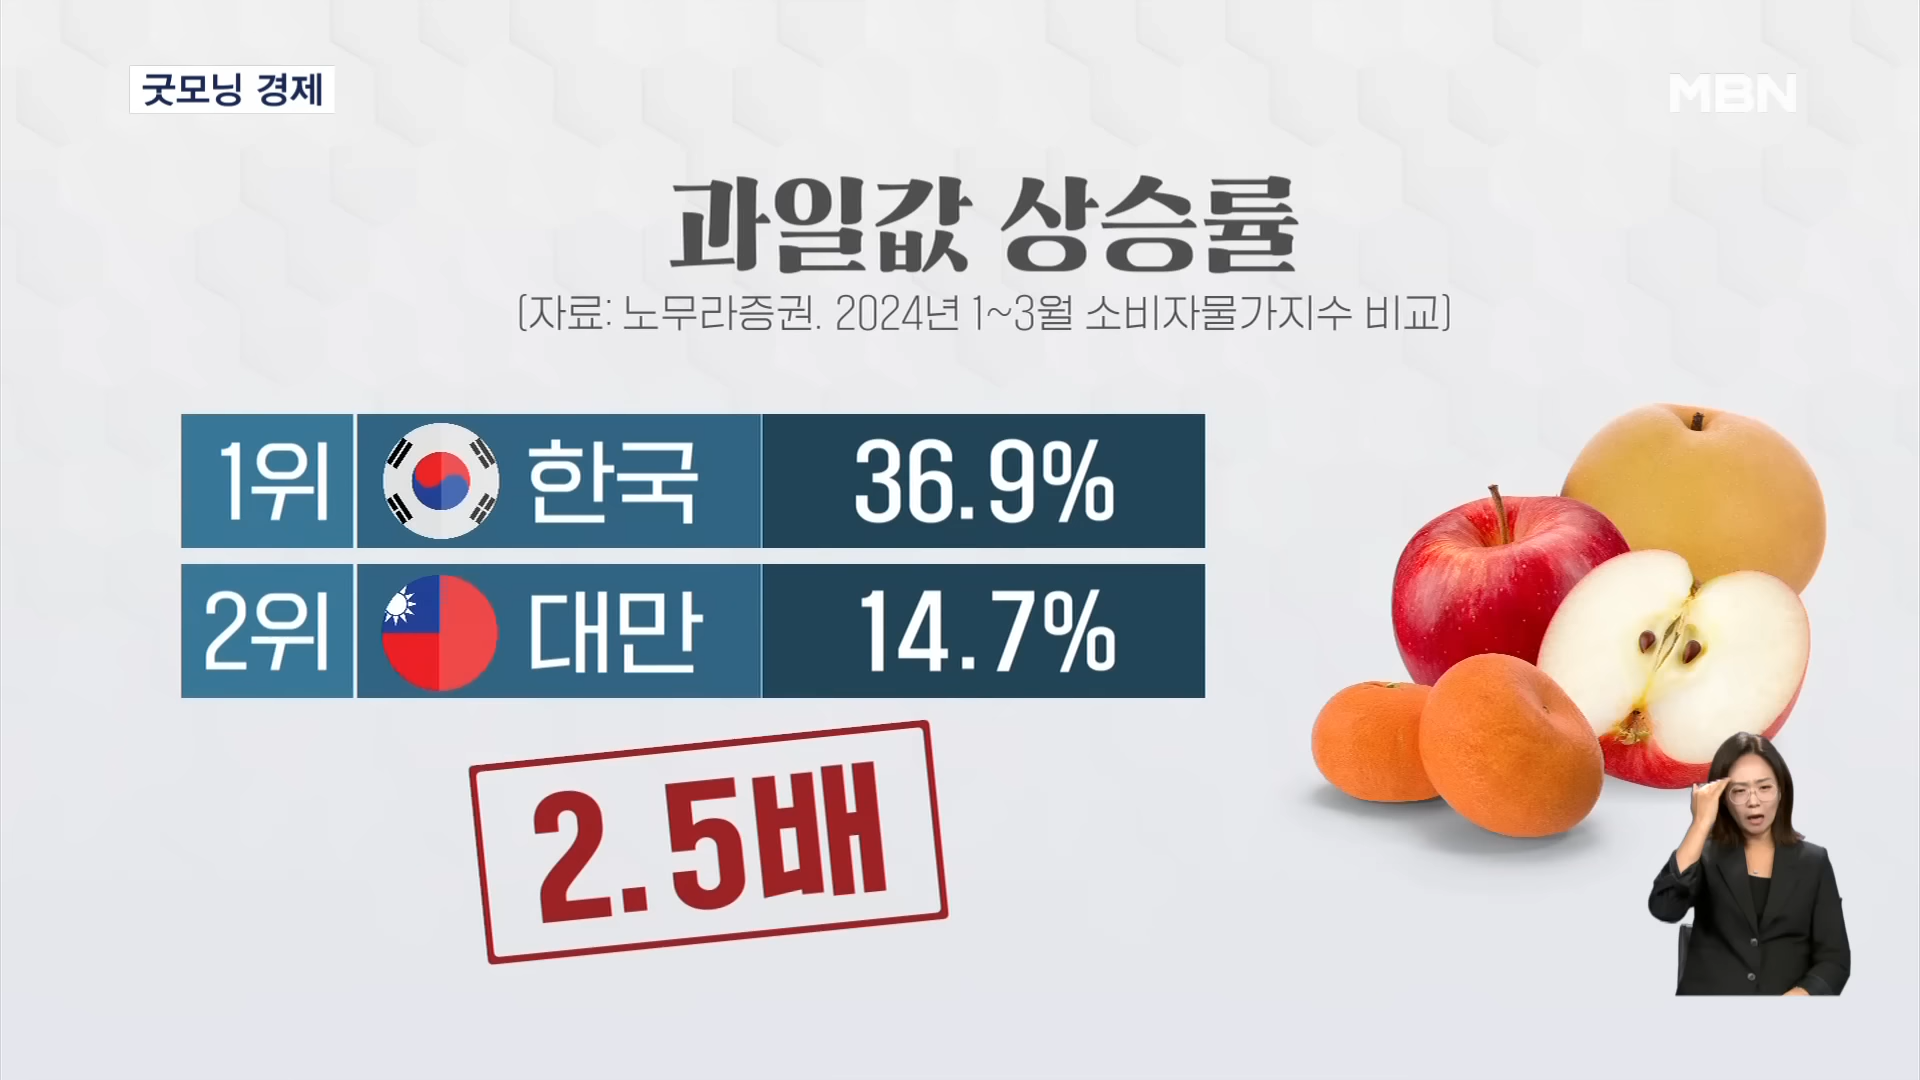 굿모닝 경제
MBN
과일값 상승률
(자료: 노무라증권. 2024년 1~3월 소비자물가지수 비교)
1위 한국 36.9%
2위 대만 14.7%
2.5배